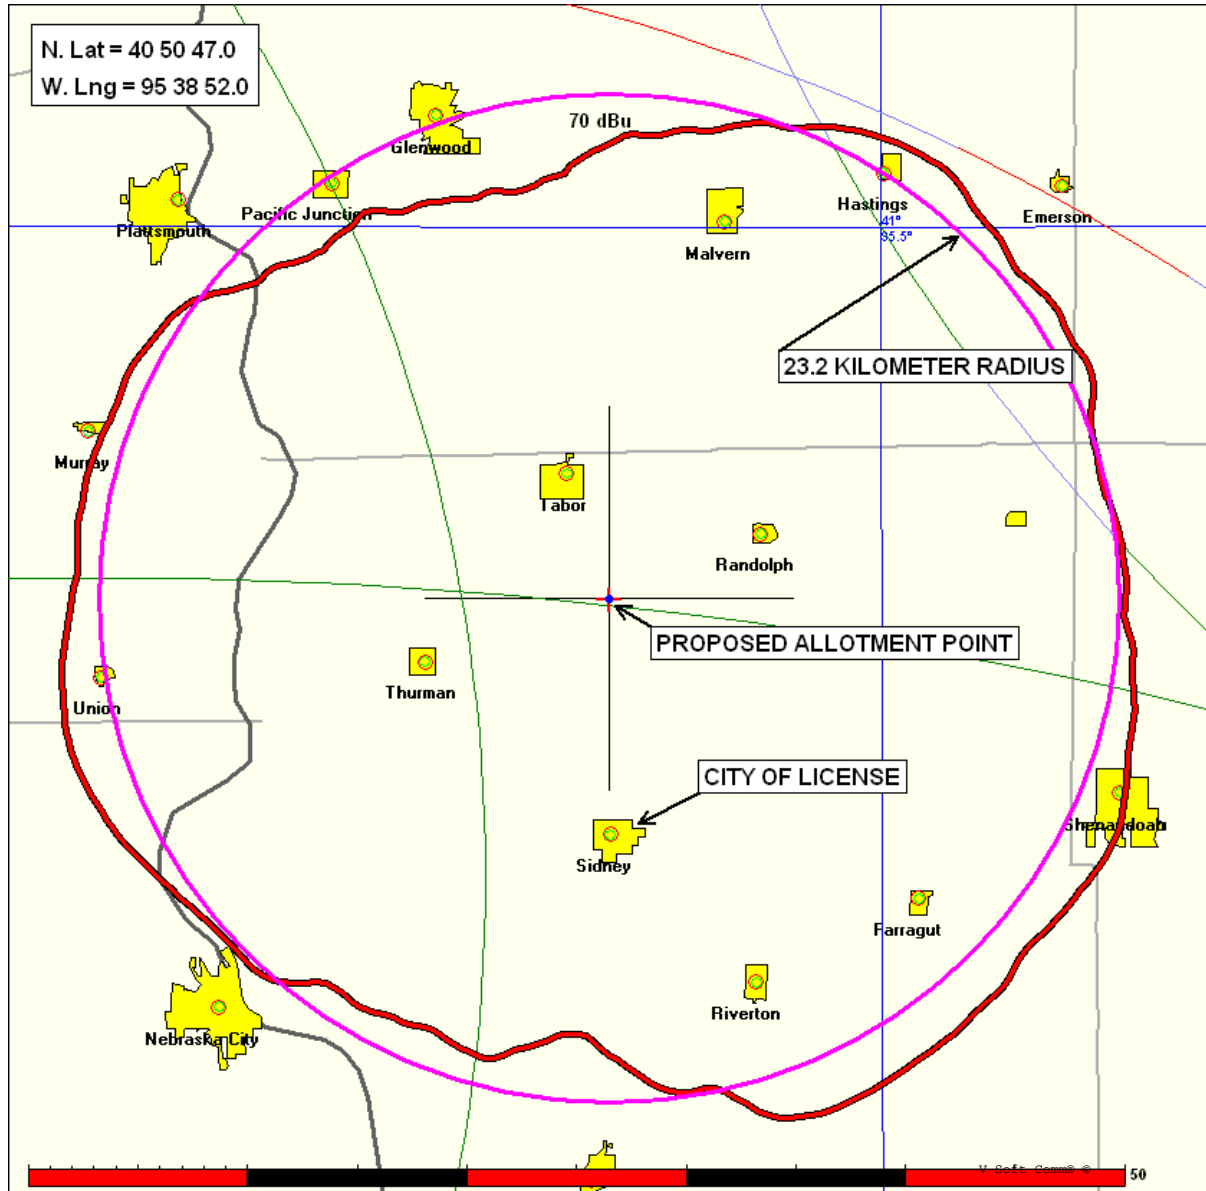 N. Lat = 40 50 47.0
W. Lng = 95 38 52.0
70 dBu
Glenwood
Pacific Junction
Plattsmouth
Hastings
Emerson
41°
95.5°
Malvern
23.2 KILOMETER RADIUS
Murray
Tabor
Randolph
PROPOSED ALLOTMENT POINT
Thurman
Union
CITY OF LICENSE
Shenandoah
Sidney
Farragut
Riverton
Nebraska City
V Soft Comm® ©
50